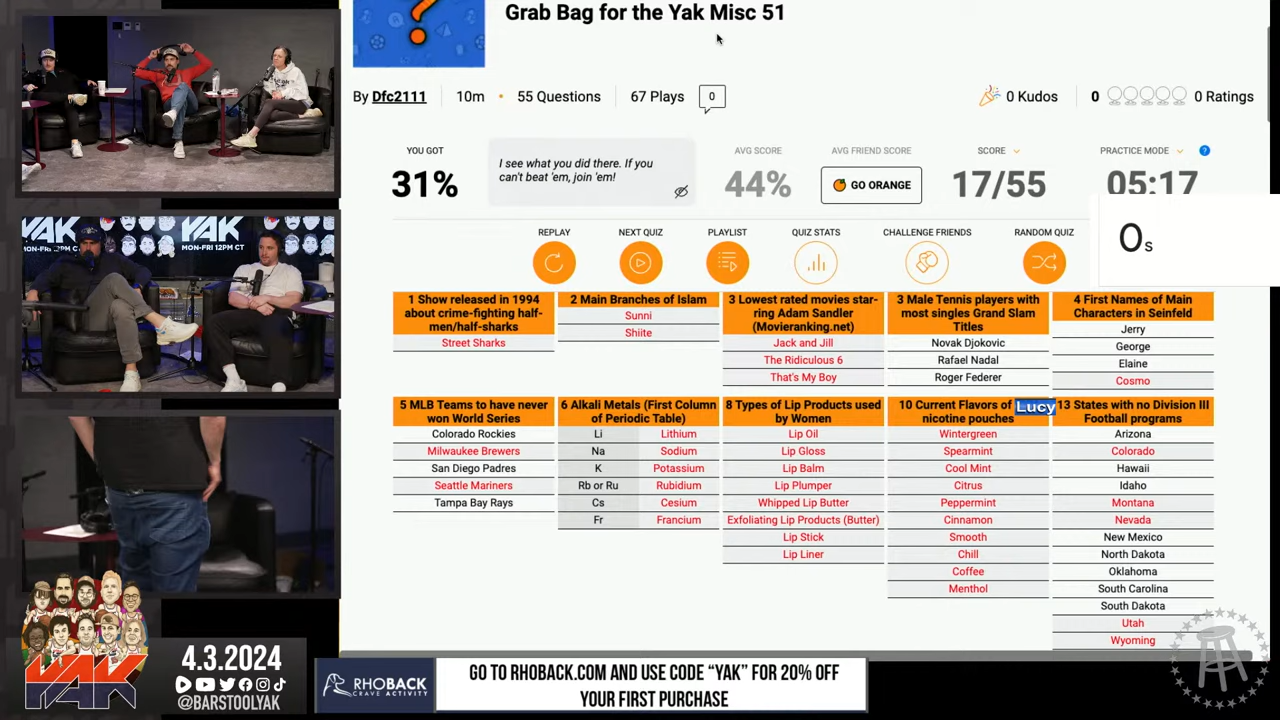 Grab Bag for the Yak Misc 51
By Dfc2111
10m • 55 Questions
67 Plays
0
0 Kudos
0
0 Ratings
YOU GOT
31%
I see what you did there. If you
can't beat 'em, join 'em!
AVG SCORE
44%
AVG FRIEND SCORE
GO ORANGE
SCORE
17/55
PRACTICE MODE
?
05:17
0s
REPLAY
NEXT QUIZ
PLAYLIST
QUIZ STATS
CHALLENGE FRIENDS
RANDOM QUIZ
1 Show released in 1994
about crime-fighting half-
men/half-sharks
Street Sharks
2 Main Branches of Islam
Sunni
Shiite
3 Lowest rated movies star-
ring Adam Sandler
(Movieranking.net)
Jack and Jill
The Ridiculous 6
That's My Boy
3 Male Tennis players with
most singles Grand Slam
Titles
Novak Djokovic
Rafael Nadal
Roger Federer
4 First Names of Main
Characters in Seinfeld
Jerry
George
Elaine
Cosmo
5 MLB Teams to have never
won World Series
Colorado Rockies
Milwaukee Brewers
San Diego Padres
Seattle Mariners
Tampa Bay Rays
6 Alkali Metals (First Column
of Periodic Table)
Li Lithium
Na Sodium
K Potassium
Rb or Ru Rubidium
Cs Cesium
Fr Francium
8 Types of Lip Products used
by Women
Lip Oil
Lip Gloss
Lip Balm
Lip Plumper
Whipped Lip Butter
Exfoliating Lip Products (Butter)
Lip Stick
Lip Liner
10 Current Flavors of Lucy
nicotine pouches
Wintergreen
Spearmint
Cool Mint
Citrus
Peppermint
Cinnamon
Smooth
Chill
Coffee
Menthol
13 States with no Division III
Football programs
Arizona
Colorado
Hawaii
Idaho
Montana
Nevada
New Mexico
North Dakota
Oklahoma
South Carolina
South Dakota
Utah
Wyoming
YAK
MON-FRI 12PM CT
YAK
MON-FRI 12PM CT
YAK
4.3.2024
@BARSTOOLYAK
RHOBACK
CRAVE ACTIVITY
GO TO RHOBACK.COM AND USE CODE “YAK” FOR 20% OFF
YOUR FIRST PURCHASE